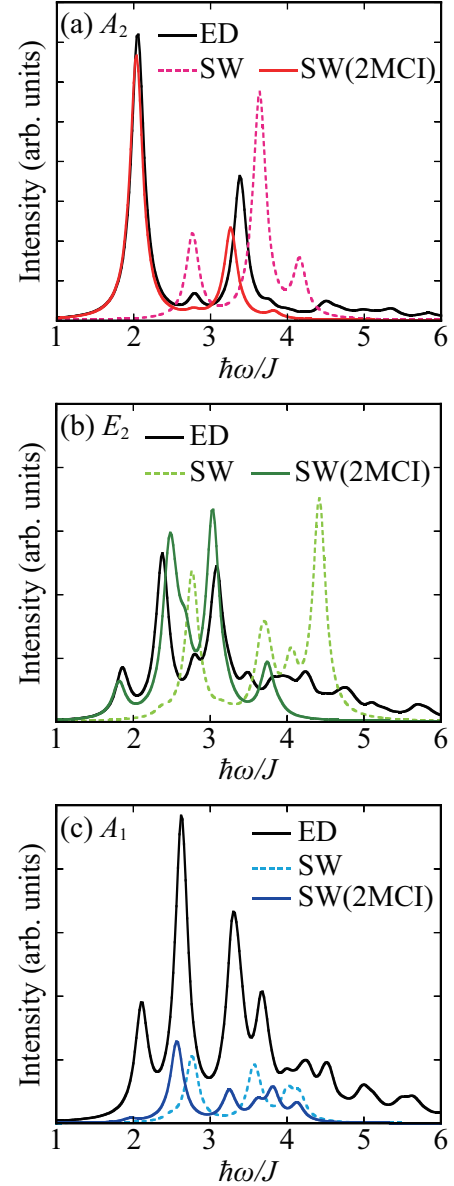 (a) A₂
ED
SW
SW(2MCI)
Intensity (arb. units)
1 2 3 4 5 6
ℏω/J
(b) E₂
ED
SW
SW(2MCI)
Intensity (arb. units)
1 2 3 4 5 6
ℏω/J
(c) A₁
ED
SW
SW(2MCI)
Intensity (arb. units)
1 2 3 4 5 6
ℏω/J